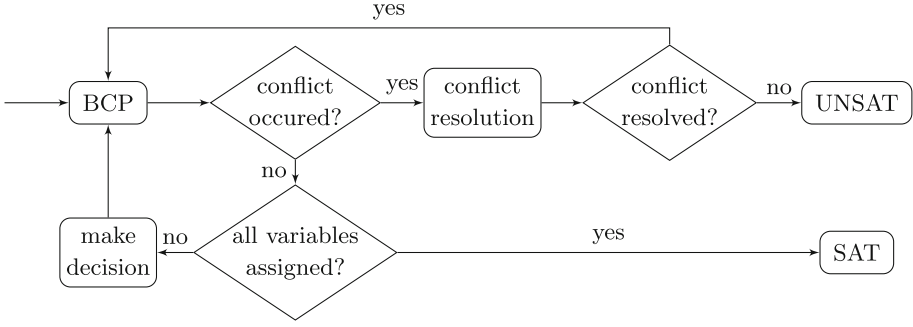 yes
BCP
conflict
occured?
yes
conflict
resolution
conflict
resolved?
no
UNSAT
no
make
decision
no
all variables
assigned?
yes
SAT